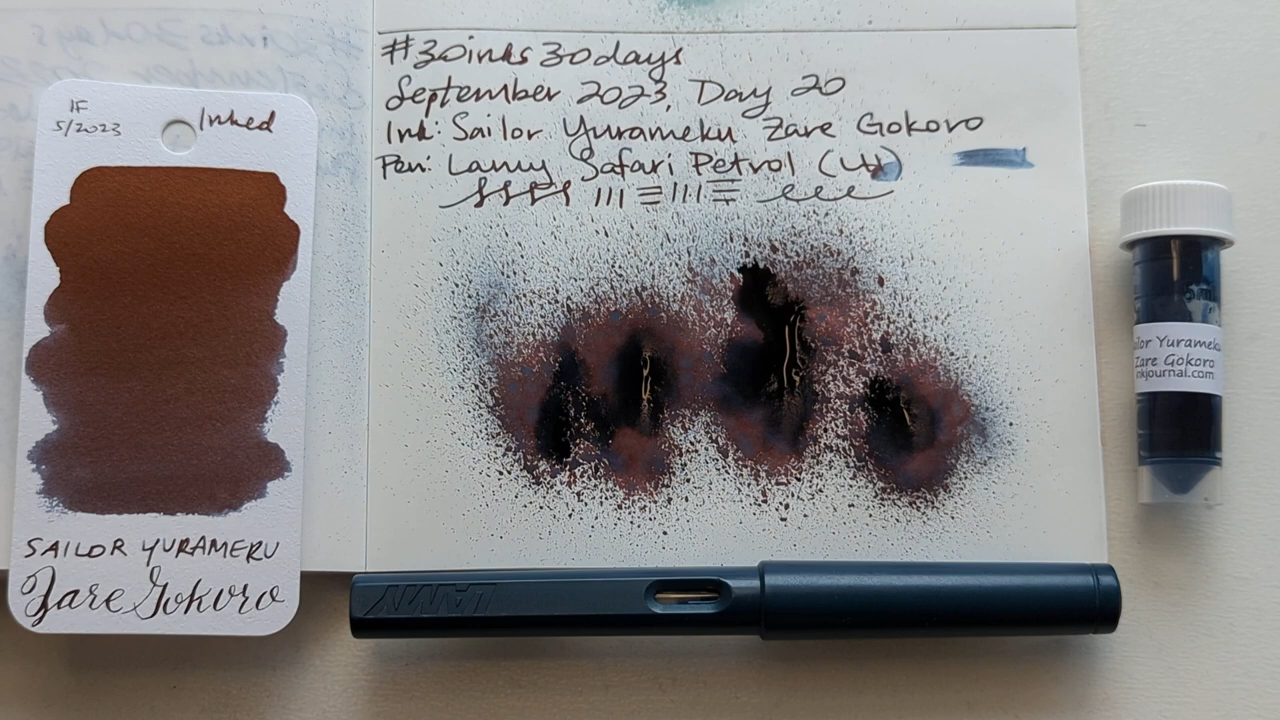 IF
5/2023
Inked
SAILOR YURAMEKU
Zare Gokoro
#30inks30days
September 2023, Day 20
Ink: Sailor Yurameku Zare Gokoro
Pen: Lamy Safari Petrol
LAMY
ilor Yurameku
Zare Gokoro
inkjournal.com